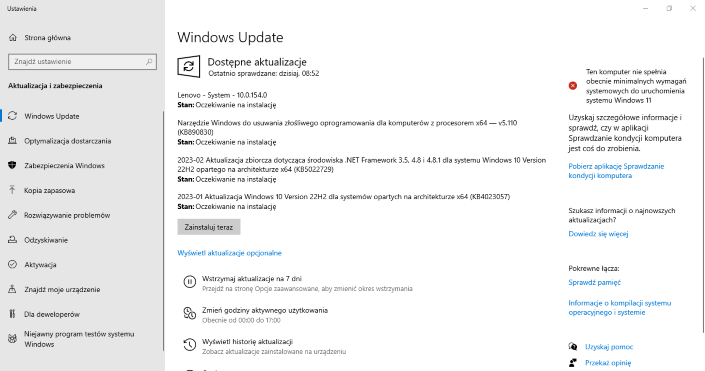 Ustawienia
Strona główna
Znajdź ustawienie
Aktualizacja i zabezpieczenia
Windows Update
Optymalizacja dostarczania
Zabezpieczenia Windows
Kopia zapasowa
Rozwiązywanie problemów
Odzyskiwanie
Aktywacja
Znajdź moje urządzenie
Dla deweloperów
Niejawny program testów systemu
Windows
Windows Update
Dostępne aktualizacje
Ostatnio sprawdzane: dzisiaj, 08:52
Lenovo - System - 10.0.154.0
Stan: Oczekiwanie na instalację
Narzędzie Windows do usuwania złośliwego oprogramowania dla komputerów z procesorem x64 — v5.110
(KB890830)
Stan: Oczekiwanie na instalację
2023-02 Aktualizacja zbiorcza dotycząca środowiska .NET Framework 3.5, 4.8 i 4.8.1 dla systemu Windows 10 Version
22H2 opartego na architekturze x64 (KB5022729)
Stan: Oczekiwanie na instalację
2023-01 Aktualizacja Windows 10 Version 22H2 dla systemów opartych na architekturze x64 (KB4023057)
Stan: Oczekiwanie na instalację
Zainstaluj teraz
Wyświetl aktualizacje opcjonalne
Wstrzymaj aktualizacje na 7 dni
Przejdź na stronę Opcje zaawansowane, aby zmienić okres wstrzymania
Zmień godziny aktywnego użytkowania
Obecnie od 00:00 do 17:00
Wyświetl historię aktualizacji
Zobacz aktualizacje zainstalowane na urządzeniu
Ten komputer nie spełnia
obecnie minimalnych wymagań
systemowych do uruchomienia
systemu Windows 11
Uzyskaj szczegółowe informacje i
sprawdź, czy w aplikacji
Sprawdzanie kondycji komputera
jest coś do zrobienia.
Pobierz aplikację Sprawdzanie
kondycji komputera
Szukasz informacji o najnowszych
aktualizacjach?
Dowiedz się więcej
Pokrewne łącza:
Sprawdź pamięć
Informacje o kompilacji systemu
operacyjnego i systemie
Uzyskaj pomoc
Przekaż opinię